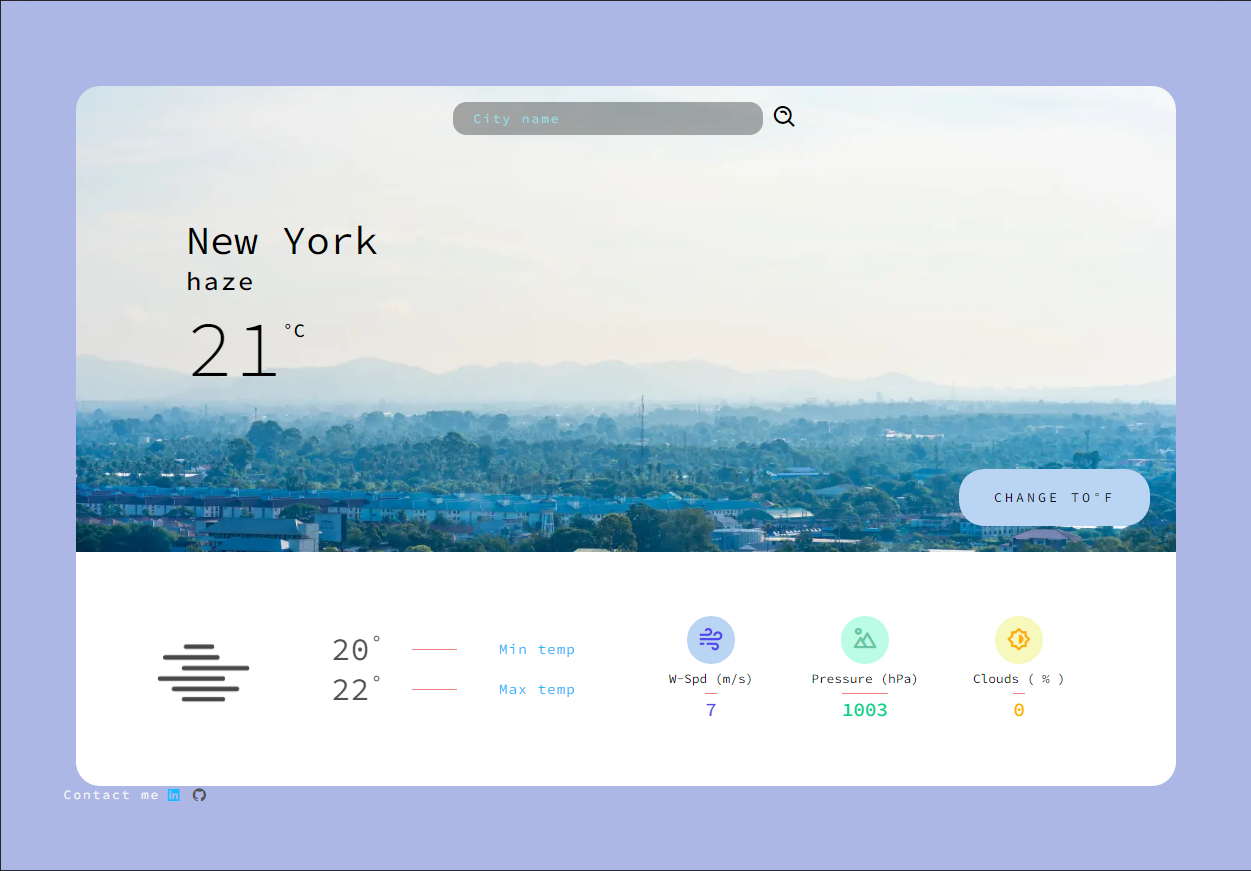 City name
New York
haze
21°C
CHANGE TO°F
20° Min temp
22° Max temp
W-Spd (m/s)
7
Pressure (hPa)
1003
Clouds ( % )
0
Contact me in